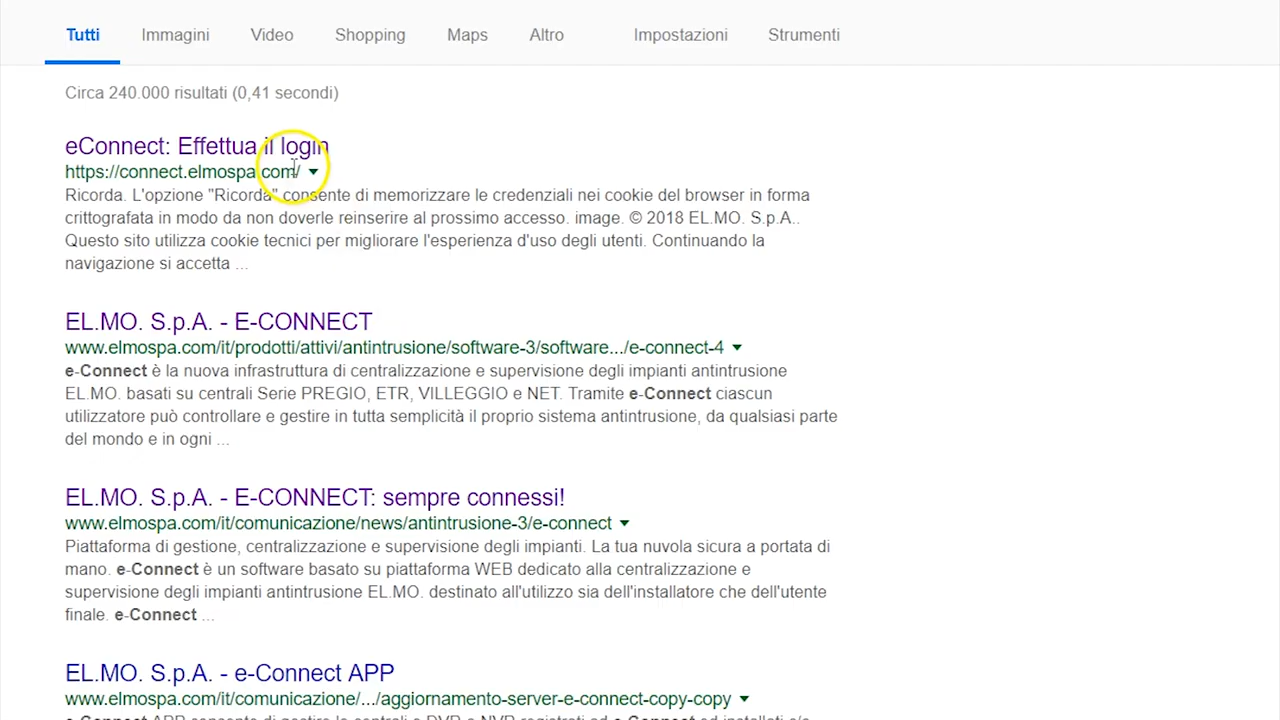 Tutti Immagini Video Shopping Maps Altro Impostazioni Strumenti
Circa 240.000 risultati (0,41 secondi)
eConnect: Effettua il login
https://connect.elmospa.com/
Ricorda. L'opzione "Ricorda" consente di memorizzare le credenziali nei cookie del browser in forma
crittografata in modo da non doverle reinserire al prossimo accesso. image. © 2018 EL.MO. S.p.A..
Questo sito utilizza cookie tecnici per migliorare l'esperienza d'uso degli utenti. Continuando la
navigazione si accetta ...
EL.MO. S.p.A. - E-CONNECT
www.elmospa.com/it/prodotti/attivi/antintrusione/software-3/software.../e-connect-4
e-Connect è la nuova infrastruttura di centralizzazione e supervisione degli impianti antintrusione
EL.MO. basati su centrali Serie PREGIO, ETR, VILLEGGIO e NET. Tramite e-Connect ciascun
utilizzatore può controllare e gestire in tutta semplicità il proprio sistema antintrusione, da qualsiasi parte
del mondo e in ogni ...
EL.MO. S.p.A. - E-CONNECT: sempre connessi!
www.elmospa.com/it/comunicazione/news/antintrusione-3/e-connect
Piattaforma di gestione, centralizzazione e supervisione degli impianti. La tua nuvola sicura a portata di
mano. e-Connect è un software basato su piattaforma WEB dedicato alla centralizzazione e
supervisione degli impianti antintrusione EL.MO. destinato all'utilizzo sia dell'installatore che dell'utente
finale. e-Connect ...
EL.MO. S.p.A. - e-Connect APP
www.elmospa.com/it/comunicazione/.../aggiornamento-server-e-connect-copy-copy